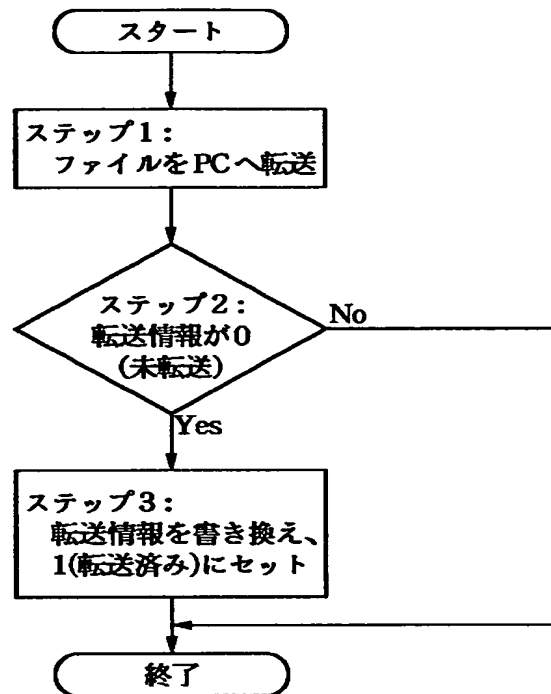 スタート
ステップ1:
ファイルをPCへ転送
ステップ2:
転送情報が0
(未転送)
No
Yes
ステップ3:
転送情報を書き換え、
1(転送済み)にセット
終了